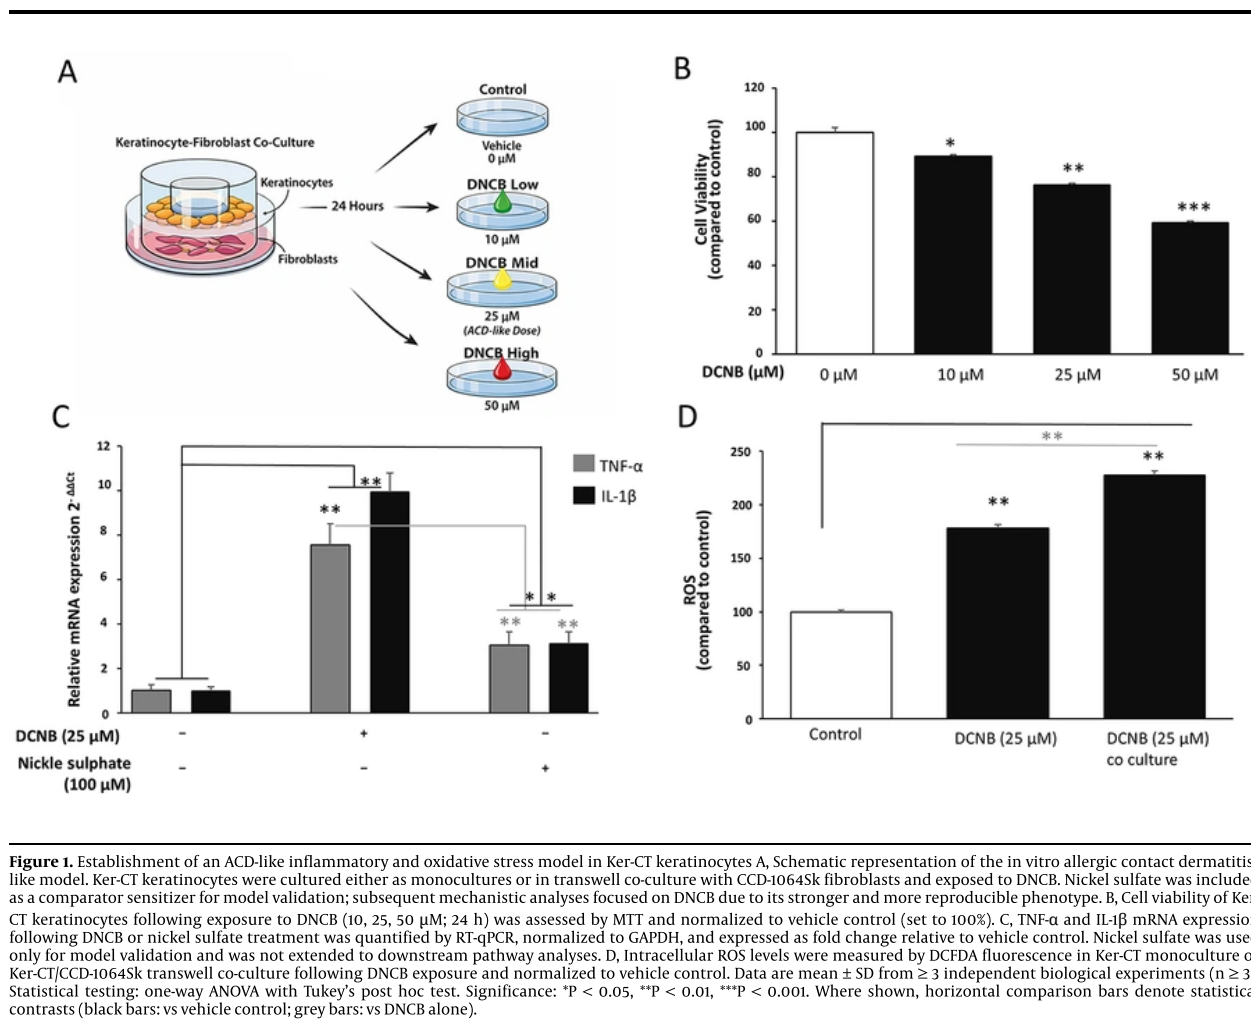 A
Keratinocyte-Fibroblast Co-Culture
Keratinocytes
Fibroblasts
24 Hours
Control
Vehicle
0 μM
DNCB Low
10 μM
DNCB Mid
25 μM
(ACD-like Dose)
DNCB High
50 μM
B
Cell Viability
(compared to control)
120
100
80
60
40
20
0
*
**
***
DCNB (μM)
0 μM
10 μM
25 μM
50 μM
C
Relative mRNA expression 2-ΔΔCt
12
10
8
6
4
2
0
**
**
* *
**
**
TNF-α
IL-1β
DCNB (25 μM)
– + –
Nickle sulphate
(100 μM)
– – +
D
ROS
(compared to control)
250
200
150
100
50
0
**
**
**
Control
DCNB (25 μM)
DCNB (25 μM)
co culture
Figure 1. Establishment of an ACD-like inflammatory and oxidative stress model in Ker-CT keratinocytes A, Schematic representation of the in vitro allergic contact dermatitis
like model. Ker-CT keratinocytes were cultured either as monocultures or in transwell co-culture with CCD-1064Sk fibroblasts and exposed to DNCB. Nickel sulfate was include
as a comparator sensitizer for model validation; subsequent mechanistic analyses focused on DNCB due to its stronger and more reproducible phenotype. B, Cell viability of Ker
CT keratinocytes following exposure to DNCB (10, 25, 50 μM; 24 h) was assessed by MTT and normalized to vehicle control (set to 100%). C, TNF-α and IL-1β mRNA expressio
following DNCB or nickel sulfate treatment was quantified by RT-qPCR, normalized to GAPDH, and expressed as fold change relative to vehicle control. Nickel sulfate was use
only for model validation and was not extended to downstream pathway analyses. D, Intracellular ROS levels were measured by DCFDA fluorescence in Ker-CT monoculture o
Ker-CT/CCD-1064Sk transwell co-culture following DNCB exposure and normalized to vehicle control. Data are mean ± SD from ≥ 3 independent biological experiments (n ≥ 3
Statistical testing: one-way ANOVA with Tukey's post hoc test. Significance: *P < 0.05, **P < 0.01, ***P < 0.001. Where shown, horizontal comparison bars denote statistica
contrasts (black bars: vs vehicle control; grey bars: vs DNCB alone).